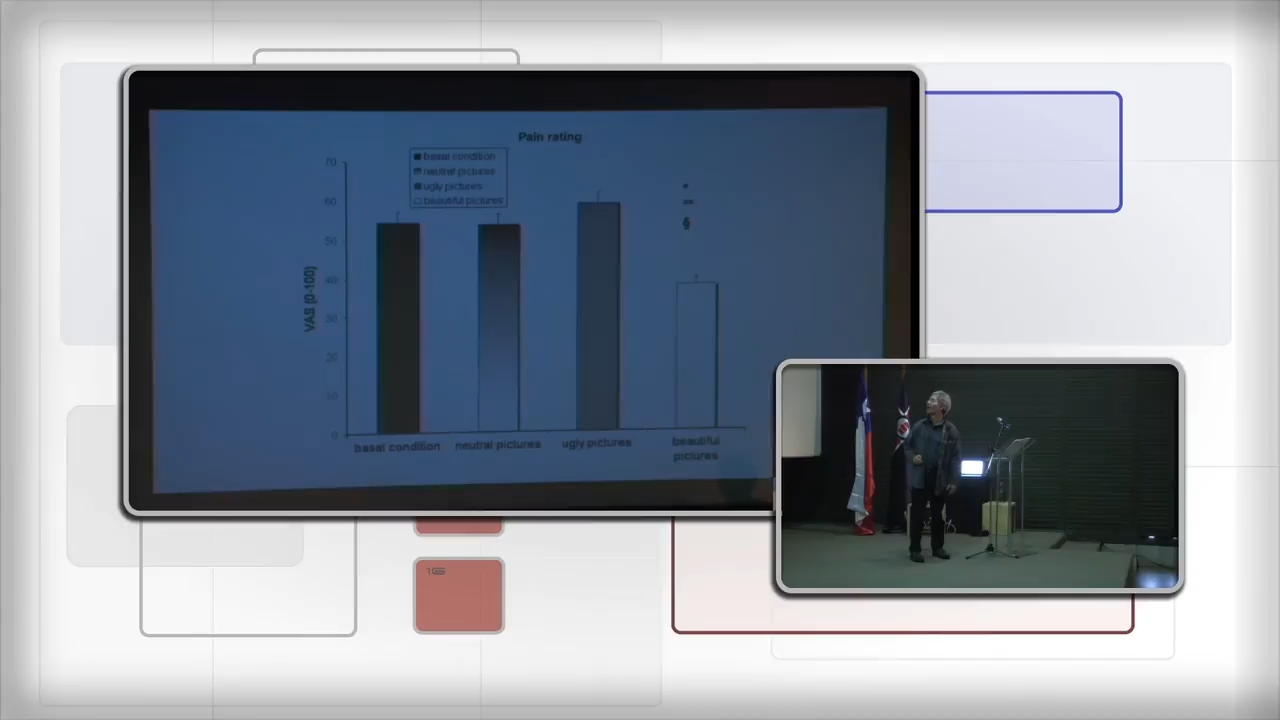 Pain rating
basal condition
neutral pictures
ugly pictures
beautiful pictures
70
60
50
40
30
20
10
0
VAS (0-100)
*
**
§
basal condition
neutral pictures
ugly pictures
beautiful
pictures